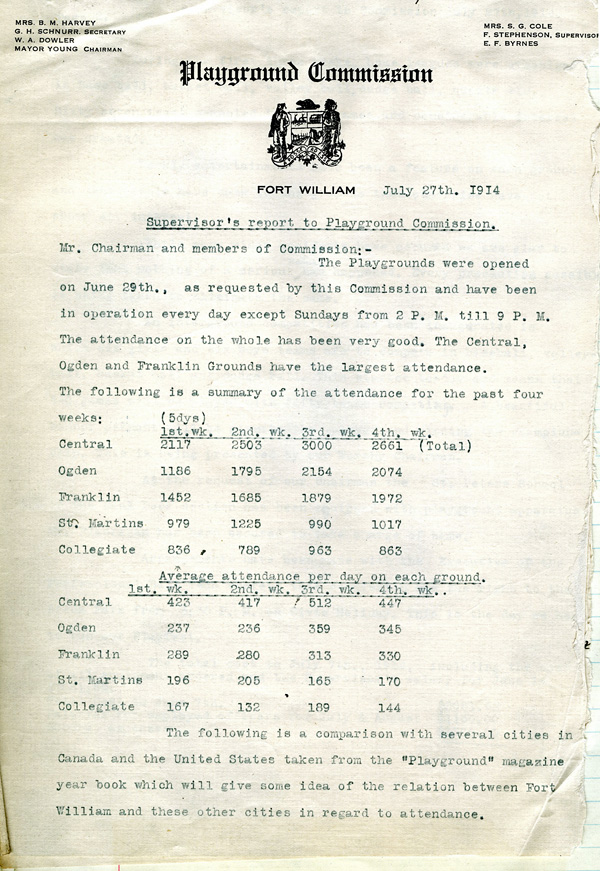 MRS. B. M. HARVEY
G. H. SCHNURR, SECRETARY
W. A. DOWLER
MAYOR YOUNG CHAIRMAN
MRS. S. G. COLE
F. STEPHENSON, SUPERVISOR
E. F. BYRNES
Playground Commission
FORT WILLIAM July 27th. I9I4
Supervisor's report to Playground Commission.
Mr. Chairman and members of Commission:-
The Playgrounds were opened
on June 29th., as requested by this Commission and have been
in operation every day except Sundays from 2 P. M. till 9 P. M.
The attendance on the whole has been very good. The Central,
Ogden and Franklin Grounds have the largest attendance.
The following is a summary of the attendance for the past four
weeks: (5dys)
1st.wk. 2nd. wk. 3rd. wk. 4th. wk.
Central 2117 2503 3000 2661 (Total)
Ogden 1186 1795 2154 2074
Franklin 1452 1685 1879 1972
St. Martins 979 1225 990 1017
Collegiate 836 789 963 863
Average attendance per day on each ground.
1st. wk. 2nd. wk. 3rd. wk. 4th. wk..
Central 423 417 512 447
Ogden 237 236 359 345
Franklin 289 280 313 330
St. Martins 196 205 165 170
Collegiate 167 132 189 144
The following is a comparison with several cities in
Canada and the United States taken from the "Playground" magazine
year book which will give some idea of the relation between Fort
William and these other cities in regard to attendance.